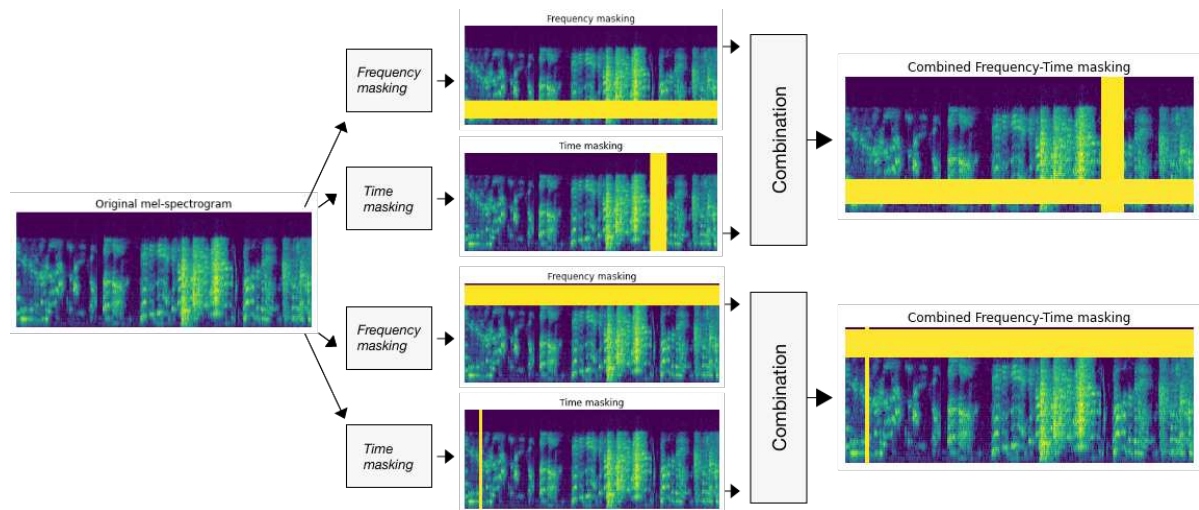 Original mel-spectrogram
Frequency
masking
Time
masking
Frequency
masking
Time
masking
Frequency masking
Time masking
Frequency masking
Time masking
Combination
Combination
Combined Frequency-Time masking
Combined Frequency-Time masking